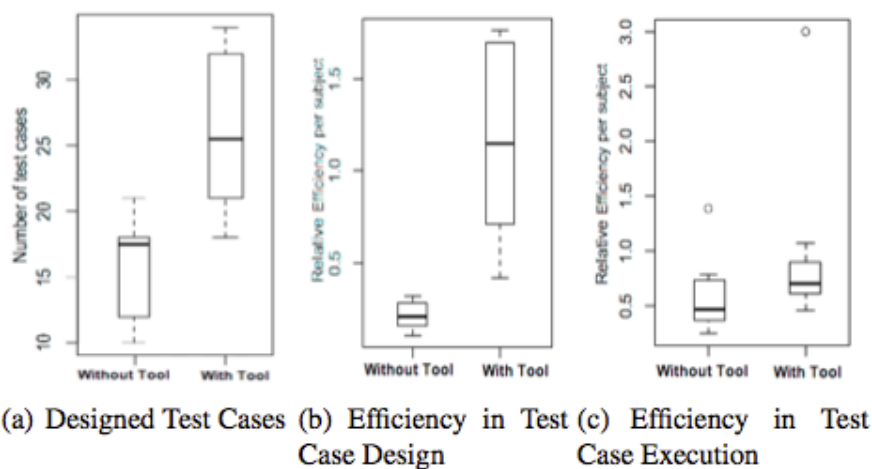 Number of test cases
10 15 20 25 30
Without Tool With Tool
Relative Efficiency per subject
0.5 1.0 1.5
Without Tool With Tool
Relative Efficiency per subject
0.5 1.0 1.5 2.0 2.5 3.0
Without Tool With Tool
(a) Designed Test Cases
(b) Efficiency in Test
Case Design
(c) Efficiency in Test
Case Execution